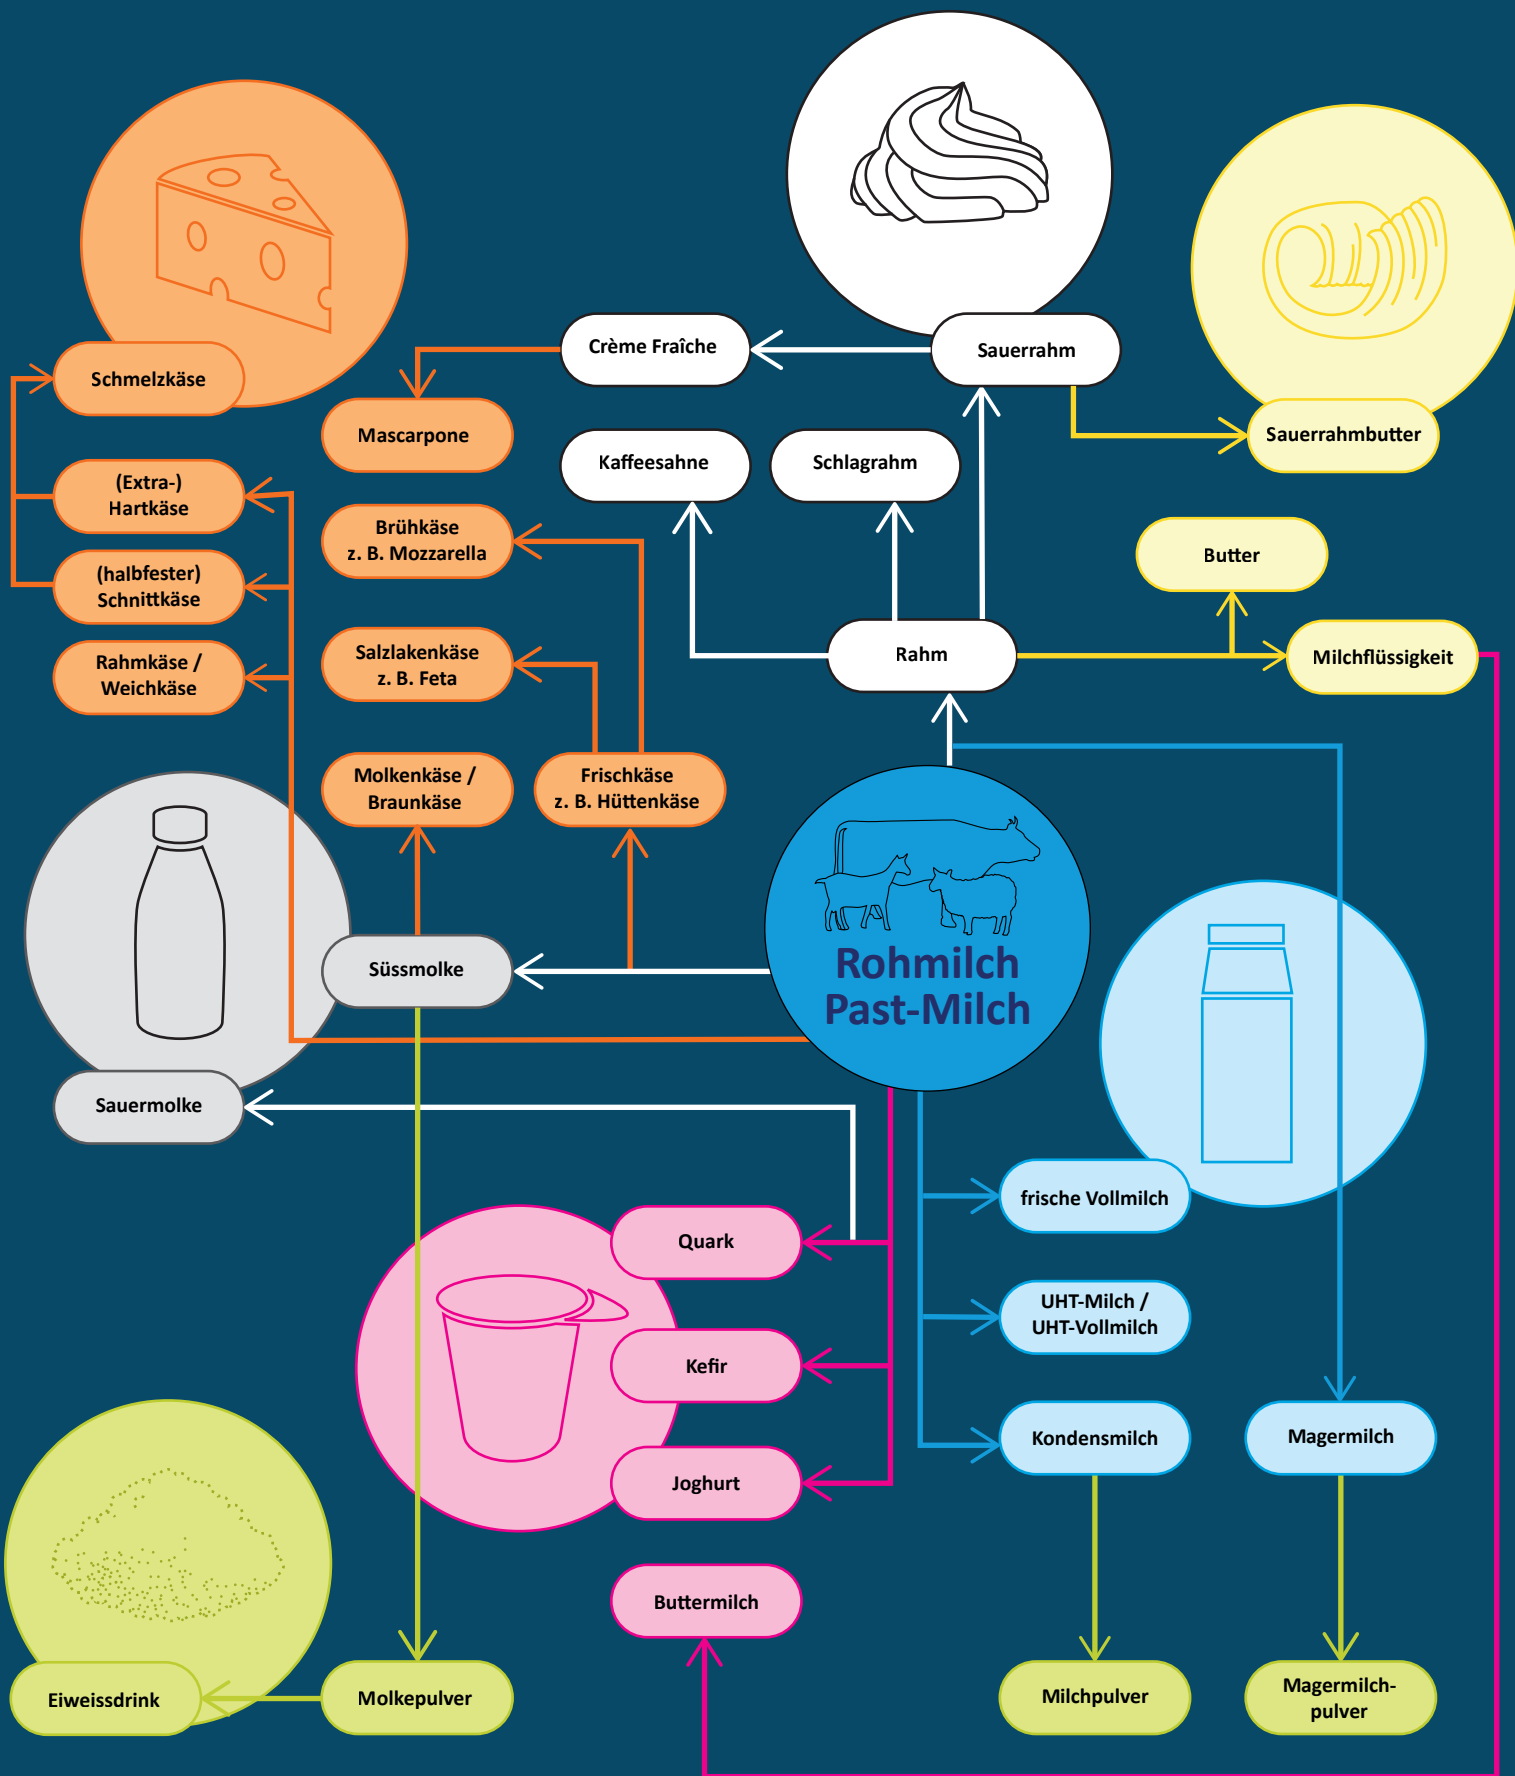 Crème Fraîche
Sauerrahm
Schmelzkäse
Mascarpone
Sauerrahmbutter
Kaffeesahne
Schlagrahm
(Extra-)
Hartkäse
Brühkäse
z. B. Mozzarella
Butter
(halbfester)
Schnittkäse
Rahmkäse /
Weichkäse
Salzlakenkäse
z. B. Feta
Rahm
Milchflüssigkeit
Molkenkäse /
Braunkäse
Frischkäse
z. B. Hüttenkäse
Rohmilch
Past-Milch
Süssmolke
Sauermolke
frische Vollmilch
Quark
UHT-Milch /
UHT-Vollmilch
Kefir
Kondensmilch
Magermilch
Joghurt
Buttermilch
Eiweissdrink
Molkepulver
Milchpulver
Magermilch-
pulver